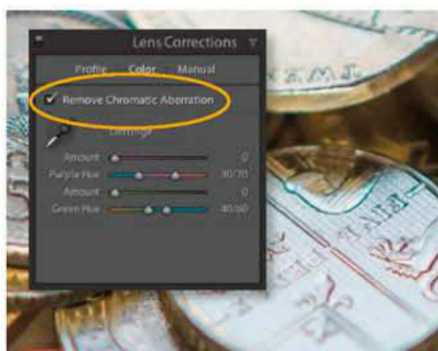 Lens Corrections
Profile Color Manual
Remove Chromatic Aberration
Defringe
Amount 0
Purple Hue 30/70
Amount 0
Green Hue 40/60